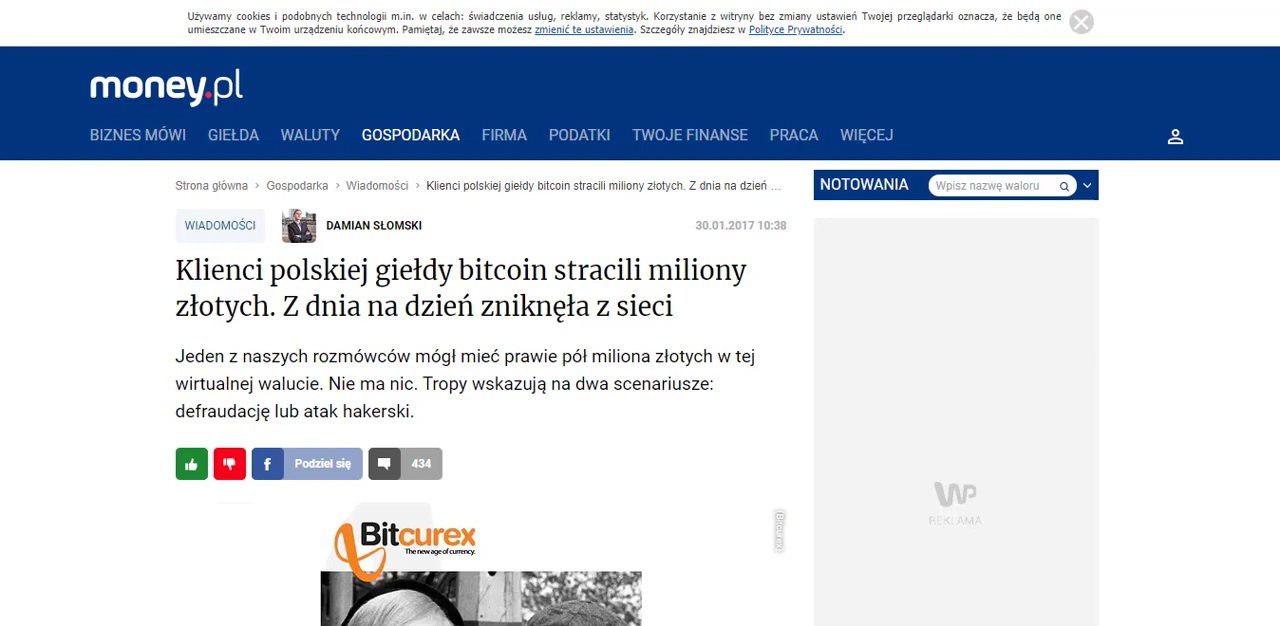 Używamy cookies i podobnych technologii m.in. w celach: świadczenia usług, reklamy, statystyk. Korzystanie z witryny bez zmiany ustawień Twojej przeglądarki oznacza, że będą one
umieszczane w Twoim urządzeniu końcowym. Pamiętaj, że zawsze możesz zmienić te ustawienia. Szczegóły znajdziesz w Polityce Prywatności.
money.pl
BIZNES MÓWI GIEŁDA WALUTY GOSPODARKA FIRMA PODATKI TWOJE FINANSE PRACA WIĘCEJ
Strona główna › Gospodarka › Wiadomości › Klienci polskiej giełdy bitcoin stracili miliony złotych. Z dnia na dzień ...
NOTOWANIA Wpisz nazwę waloru
WIADOMOŚCI DAMIAN SŁOMSKI 30.01.2017 10:38
Klienci polskiej giełdy bitcoin stracili miliony
złotych. Z dnia na dzień zniknęła z sieci
Jeden z naszych rozmówców mógł mieć prawie pół miliona złotych w tej
wirtualnej walucie. Nie ma nic. Tropy wskazują na dwa scenariusze:
defraudację lub atak hakerski.
f Podziel się 434
Bitcurex
The new age of currency.
WP
REKLAMA